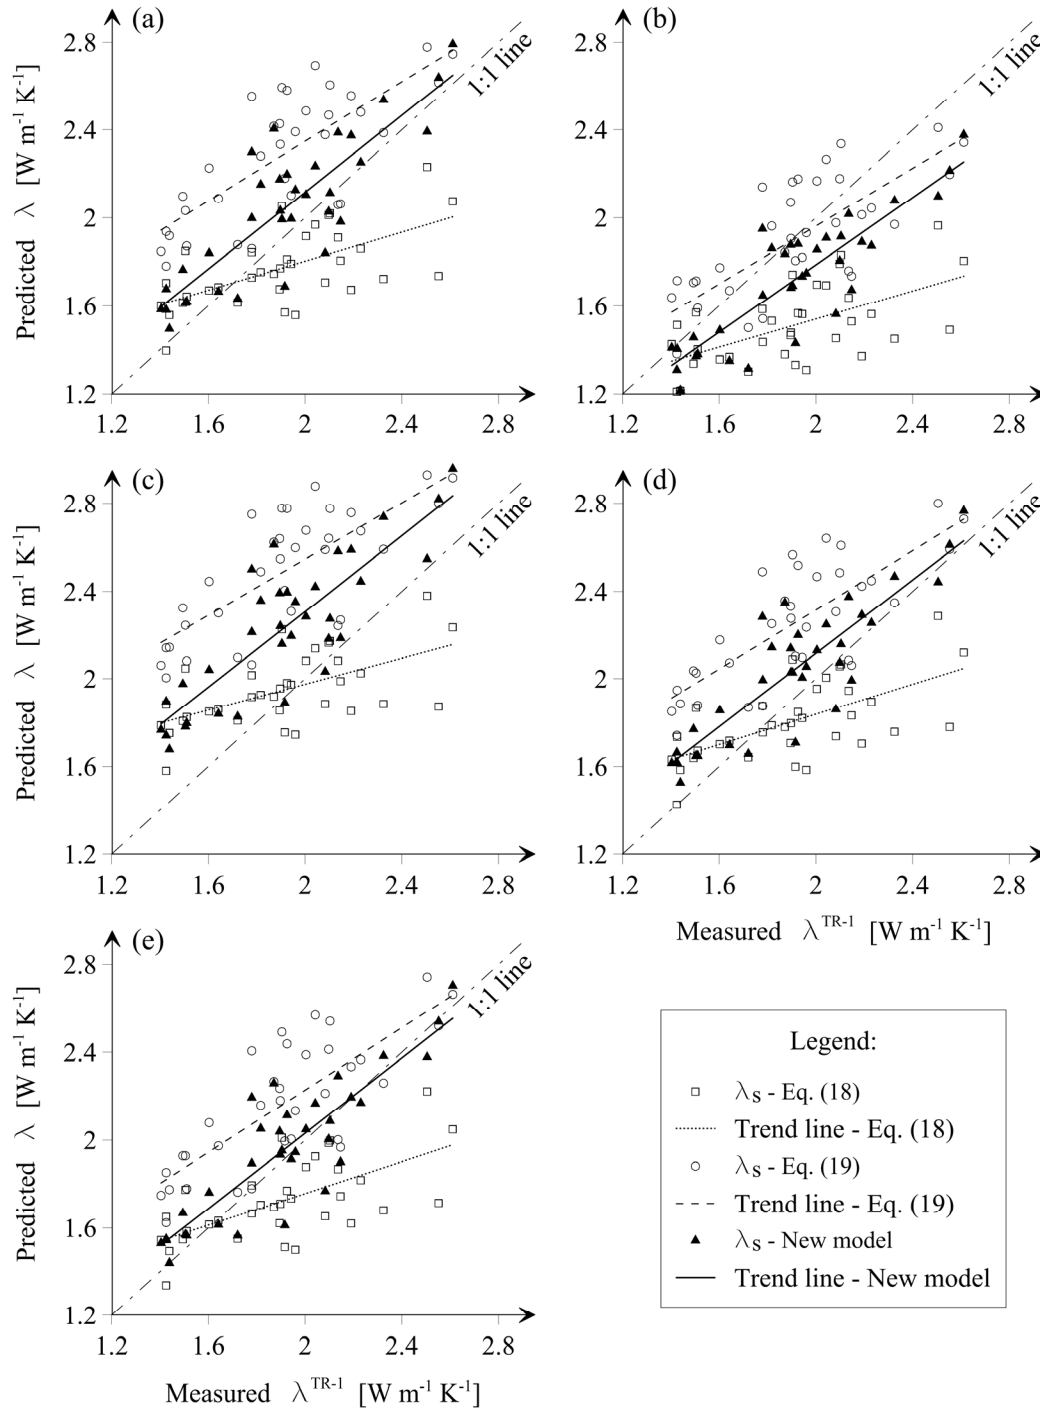 (a)
2.8
2.4
2
1.6
1.2
1.2 1.6 2 2.4 2.8
Predicted λ [W m⁻¹ K⁻¹]
1:1 line
(b)
2.8
2.4
2
1.6
1.2
1.2 1.6 2 2.4 2.8
1:1 line
(c)
2.8
2.4
2
1.6
1.2
1.2 1.6 2 2.4 2.8
Predicted λ [W m⁻¹ K⁻¹]
1:1 line
(d)
2.8
2.4
2
1.6
1.2
1.2 1.6 2 2.4 2.8
1:1 line
Measured λᵀᴿ⁻¹ [W m⁻¹ K⁻¹]
(e)
2.8
2.4
2
1.6
1.2
1.2 1.6 2 2.4 2.8
Predicted λ [W m⁻¹ K⁻¹]
1:1 line
Measured λᵀᴿ⁻¹ [W m⁻¹ K⁻¹]
Legend:
λs - Eq. (18)
Trend line - Eq. (18)
λs - Eq. (19)
Trend line - Eq. (19)
λs - New model
Trend line - New model